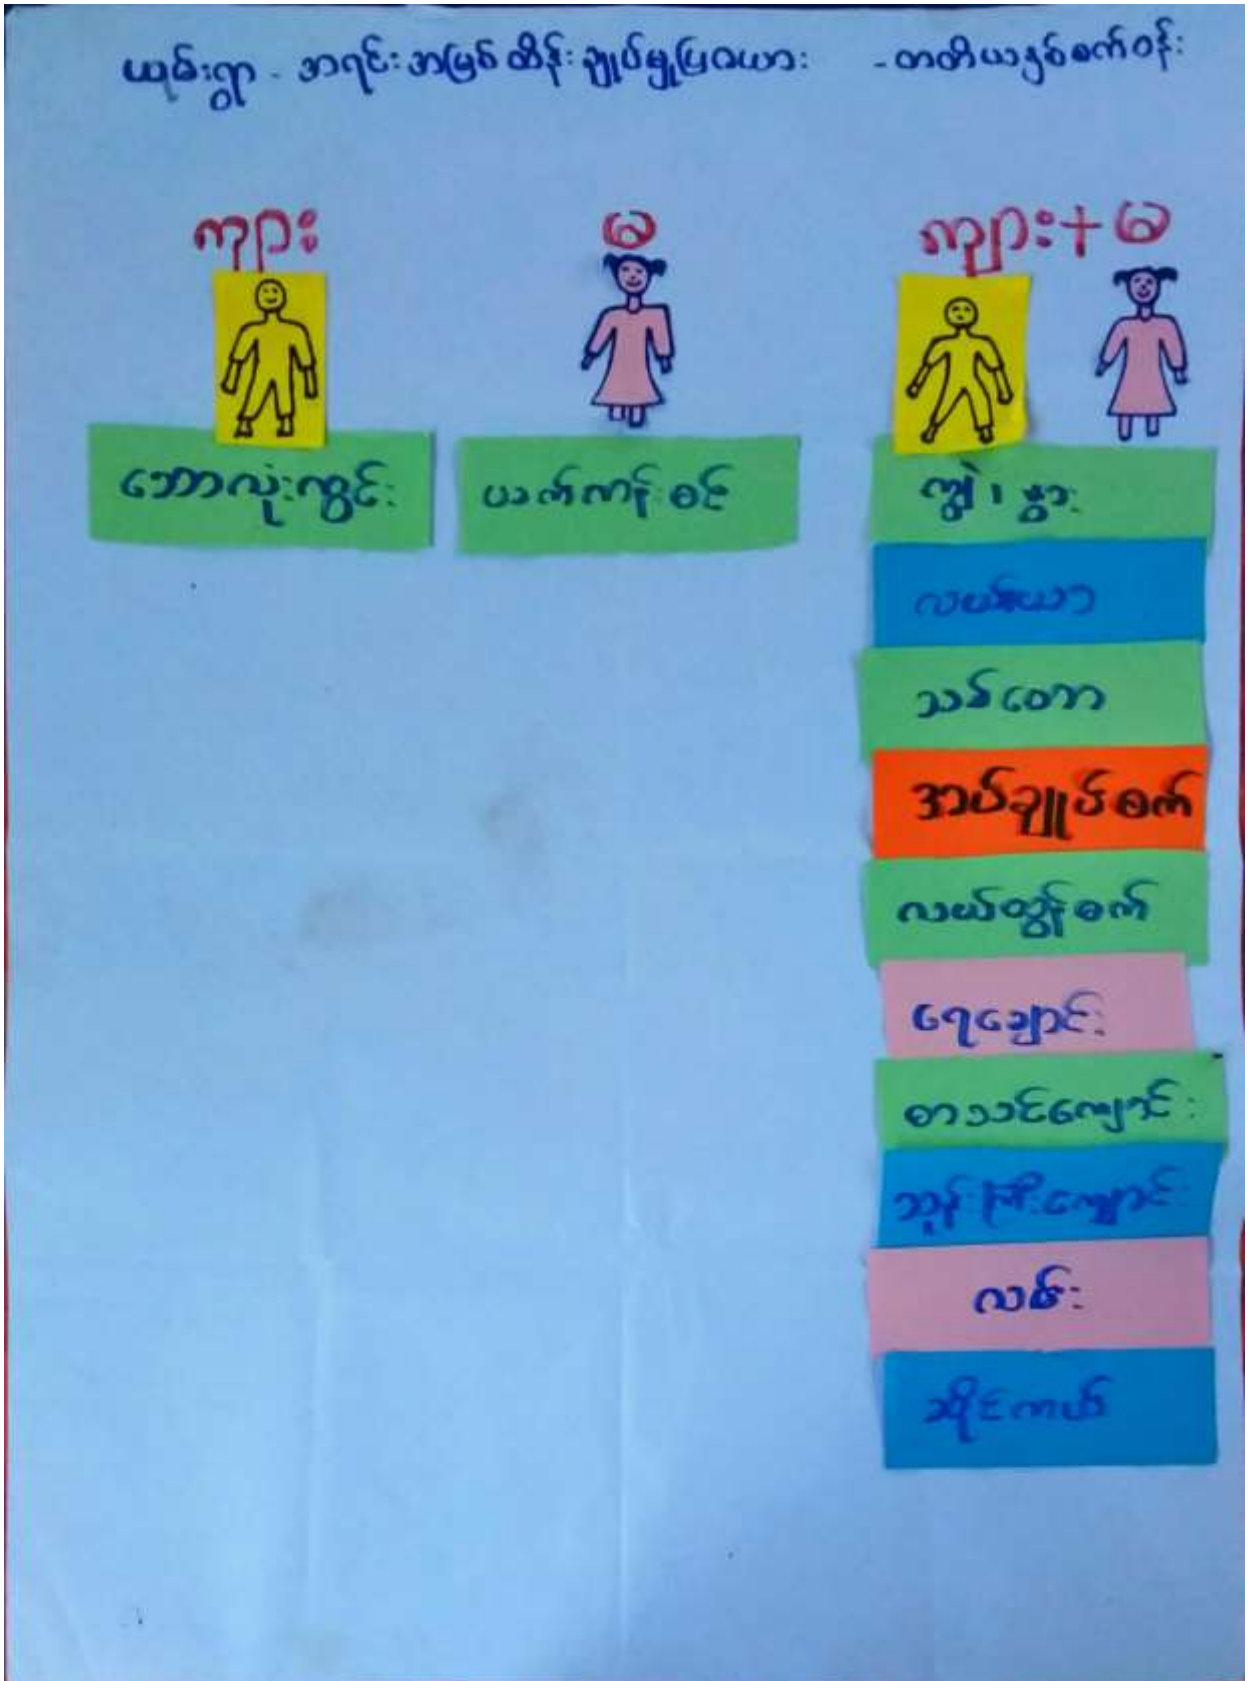 ယုမ်းရွာ - အရင်းအမြစ်ထိန်းချုပ်မှုပြဇယား - တတိယနှစ်စက်ဝန်း
ကျား မ ကျား+မ
ဘောလုံးကွင်း ယက်ကန်းစင် ကျွဲ၊ နွား
လယ်ယာ
သစ်တော
အပ်ချုပ်စက်
လယ်ထွန်စက်
ရေချောင်း
စာသင်ကျောင်း
ဘုန်းကြီးကျောင်း
လမ်း
ဆိုင်ကယ်